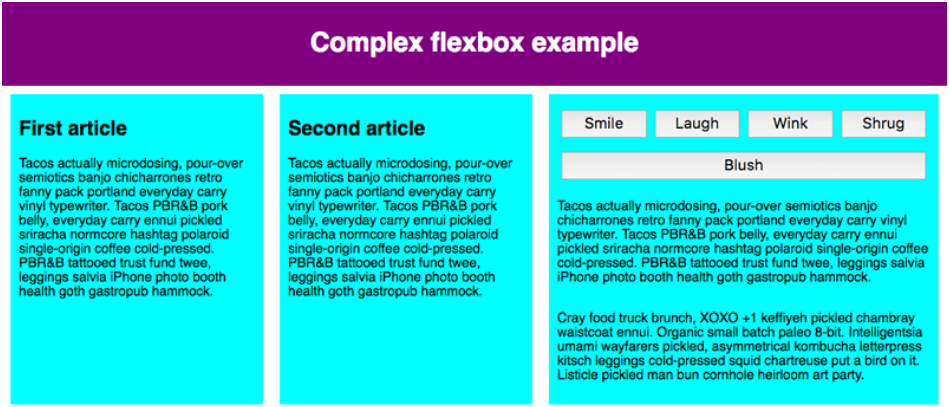 Complex flexbox example
First article
Tacos actually microdosing, pour-over
semiotics banjo chicharrones retro
fanny pack portland everyday carry
vinyl typewriter. Tacos PBR&B pork
belly, everyday carry ennui pickled
sriracha normcore hashtag polaroid
single-origin coffee cold-pressed.
PBR&B tattooed trust fund twee,
leggings salvia iPhone photo booth
health goth gastropub hammock.
Second article
Tacos actually microdosing, pour-over
semiotics banjo chicharrones retro
fanny pack portland everyday carry
vinyl typewriter. Tacos PBR&B pork
belly, everyday carry ennui pickled
sriracha normcore hashtag polaroid
single-origin coffee cold-pressed.
PBR&B tattooed trust fund twee,
leggings salvia iPhone photo booth
health goth gastropub hammock.
Smile Laugh Wink Shrug
Blush
Tacos actually microdosing, pour-over semiotics banjo
chicharrones retro fanny pack portland everyday carry vinyl
typewriter. Tacos PBR&B pork belly, everyday carry ennui
pickled sriracha normcore hashtag polaroid single-origin coffee
cold-pressed. PBR&B tattooed trust fund twee, leggings salvia
iPhone photo booth health goth gastropub hammock.
Cray food truck brunch, XOXO +1 keffiyeh pickled chambray
waistcoat ennui. Organic small batch paleo 8-bit. Intelligentsia
umami wayfarers pickled, asymmetrical kombucha letterpress
kitsch leggings cold-pressed squid chartreuse put a bird on it.
Listicle pickled man bun cornhole heirloom art party.